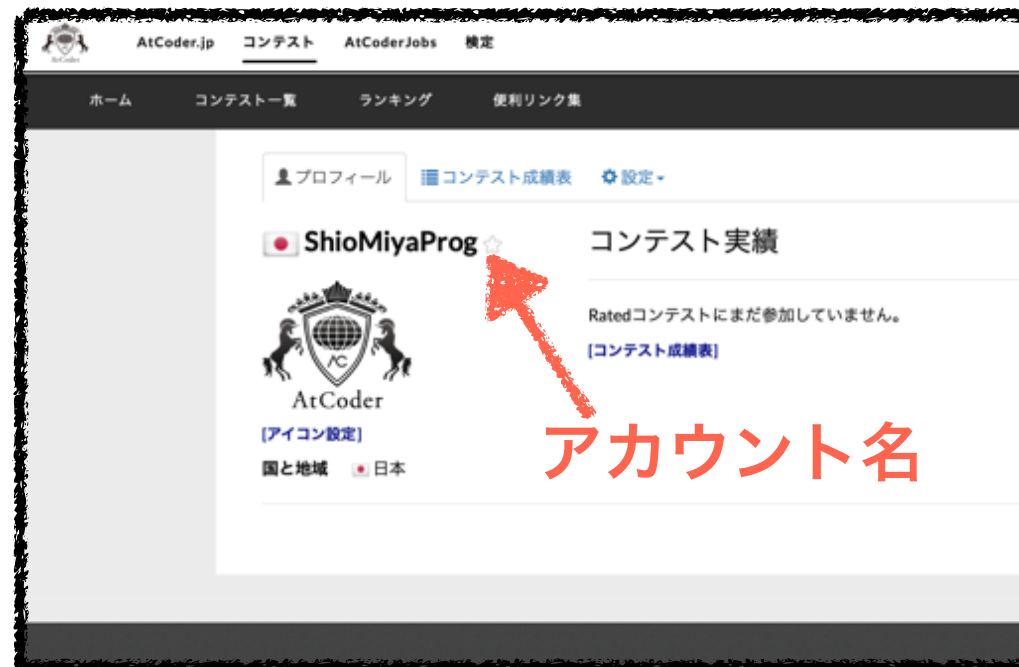 AtCoder
AtCoder.jp コンテスト AtCoderJobs 検定
ホーム コンテスト一覧 ランキング 便利リンク集
プロフィール コンテスト成績表 設定
ShioMiyaProg
コンテスト実績
Ratedコンテストにまだ参加していません。
[コンテスト成績表]
AC
AtCoder
[アイコン設定]
アカウント名
国と地域 日本